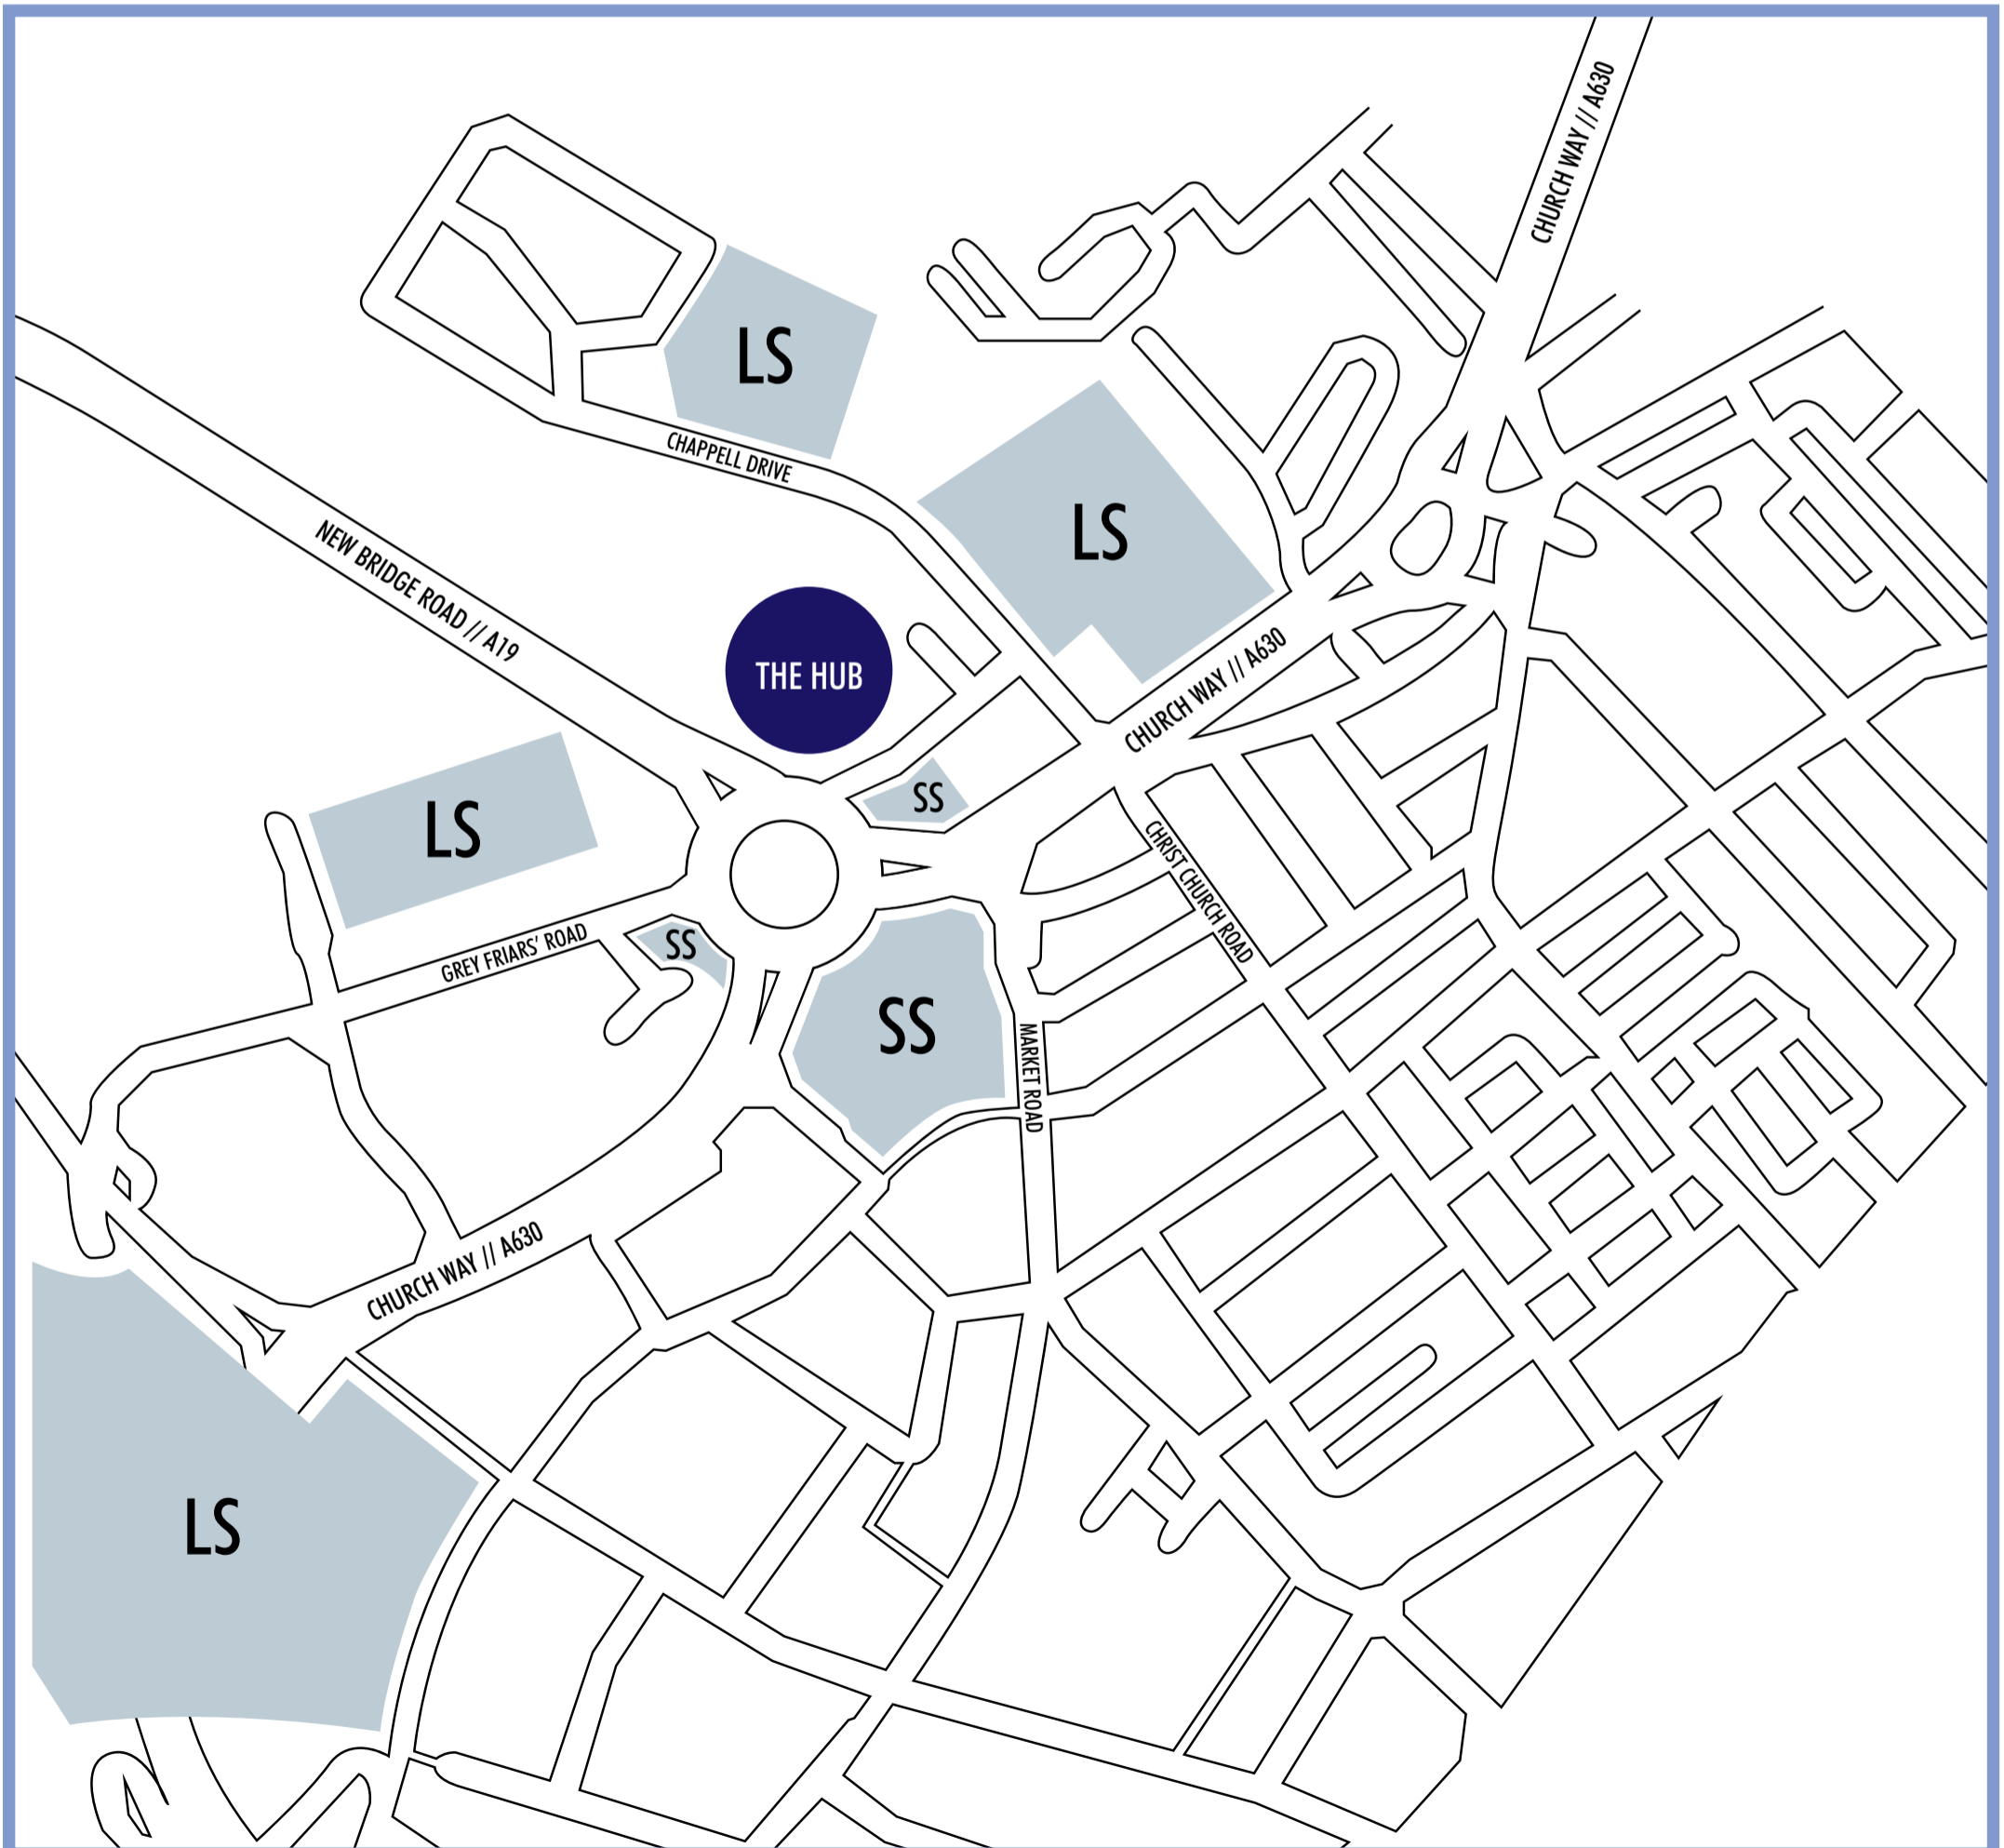 CHURCH WAY // A630
LS
CHAPPELL DRIVE
LS
NEW BRIDGE ROAD // A19
THE HUB
CHURCH WAY // A630
SS
LS
CHRIST CHURCH ROAD
GREY FRIARS' ROAD
SS
SS
MARKET ROAD
CHURCH WAY // A630
LS